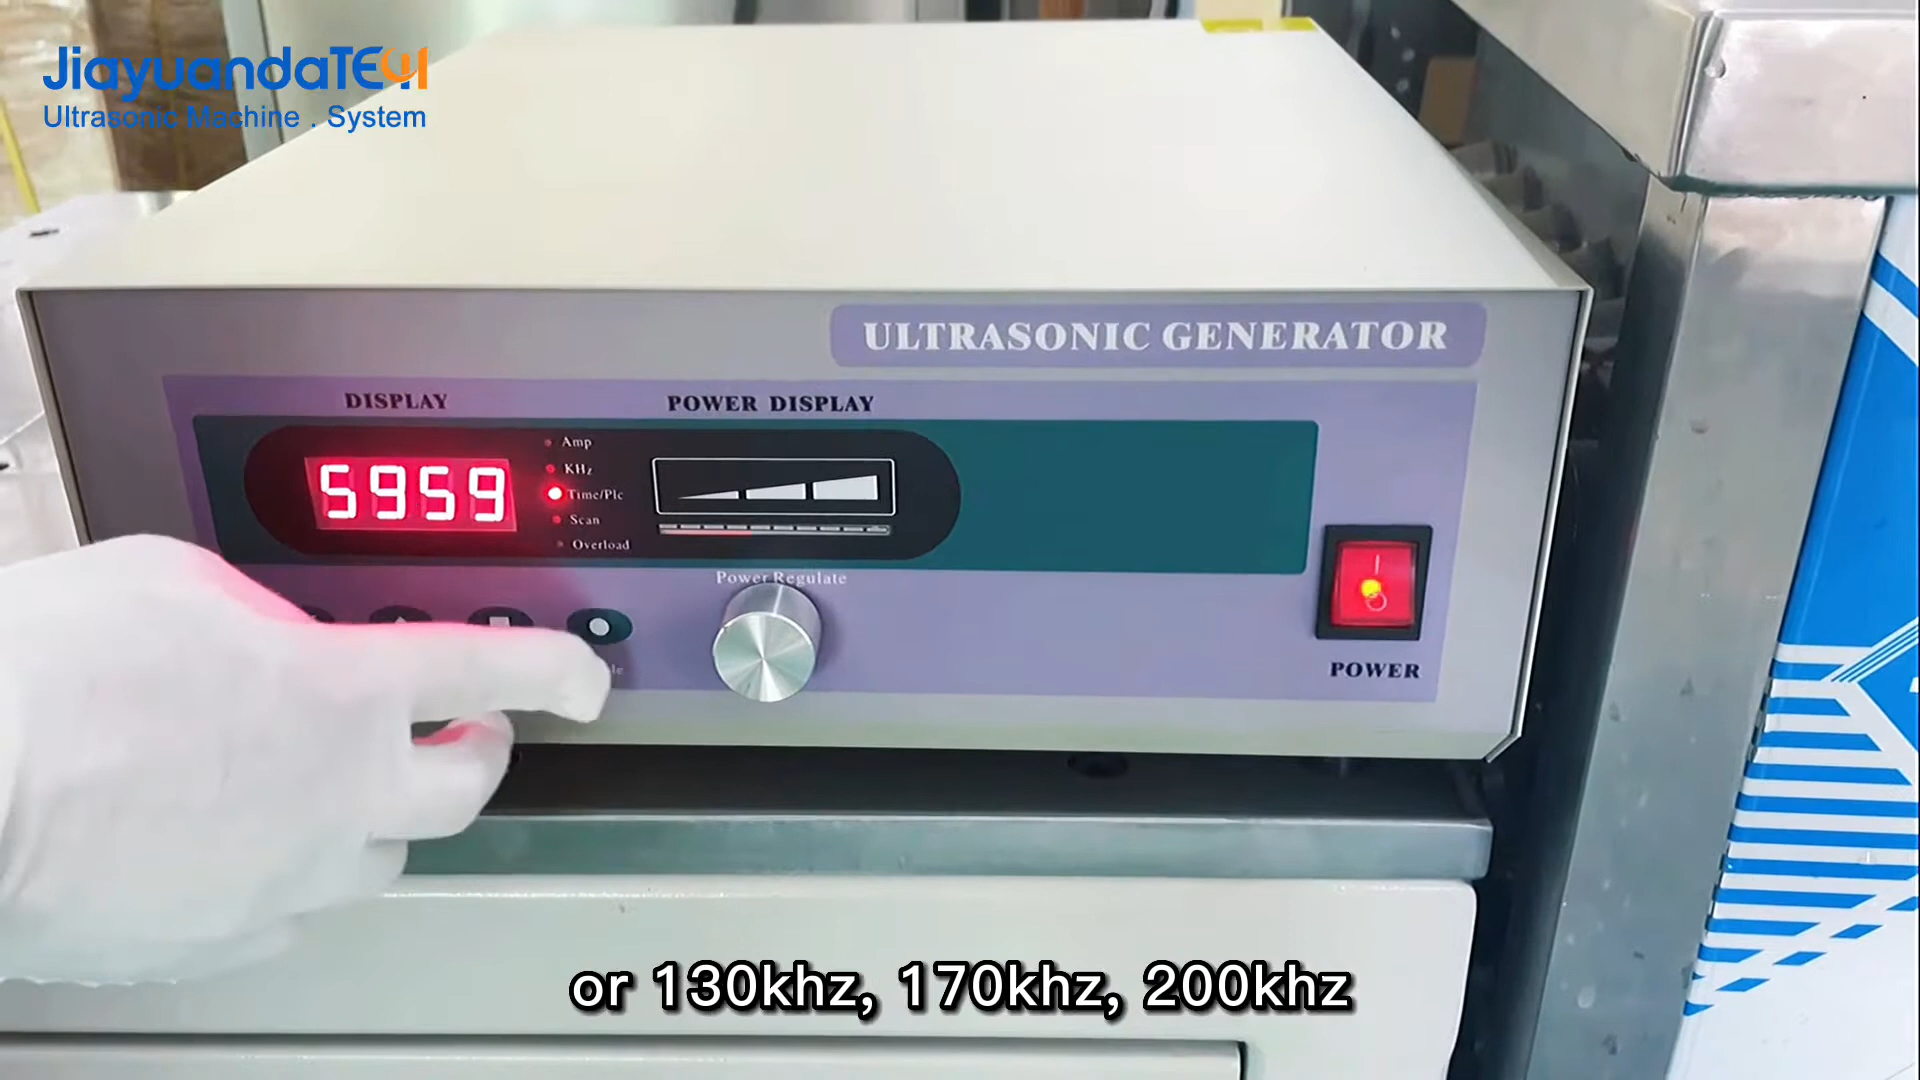 JiayuandaTEYI
Ultrasonic Machine . System
ULTRASONIC GENERATOR
DISPLAY
POWER DISPLAY
5959
Amp
KHz
Time/Plc
Scan
Overload
Power Regulate
POWER
or 130khz, 170khz, 200khz